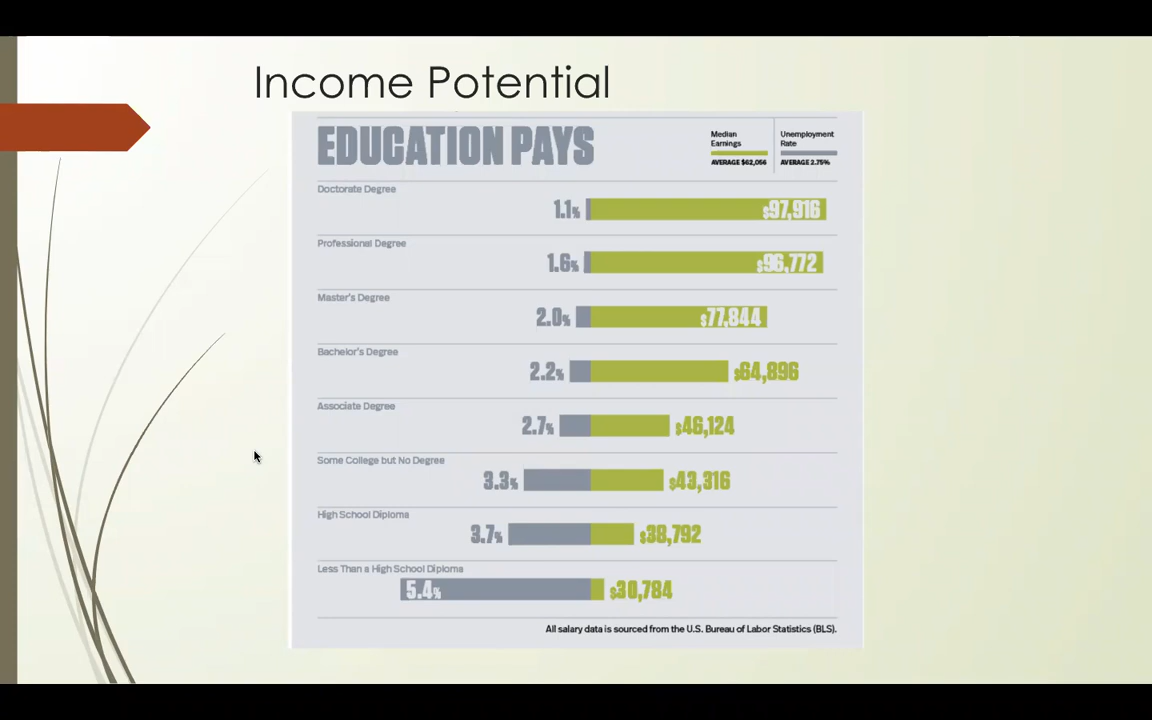 Income Potential
EDUCATION PAYS
Median Earnings
AVERAGE $62,056
Unemployment Rate
AVERAGE 2.75%
Doctorate Degree
1.1% $97,916
Professional Degree
1.6% $96,772
Master's Degree
2.0% $77,844
Bachelor's Degree
2.2% $64,896
Associate Degree
2.7% $46,124
Some College but No Degree
3.3% $43,316
High School Diploma
3.7% $38,792
Less Than a High School Diploma
5.4% $30,784
All salary data is sourced from the U.S. Bureau of Labor Statistics (BLS).